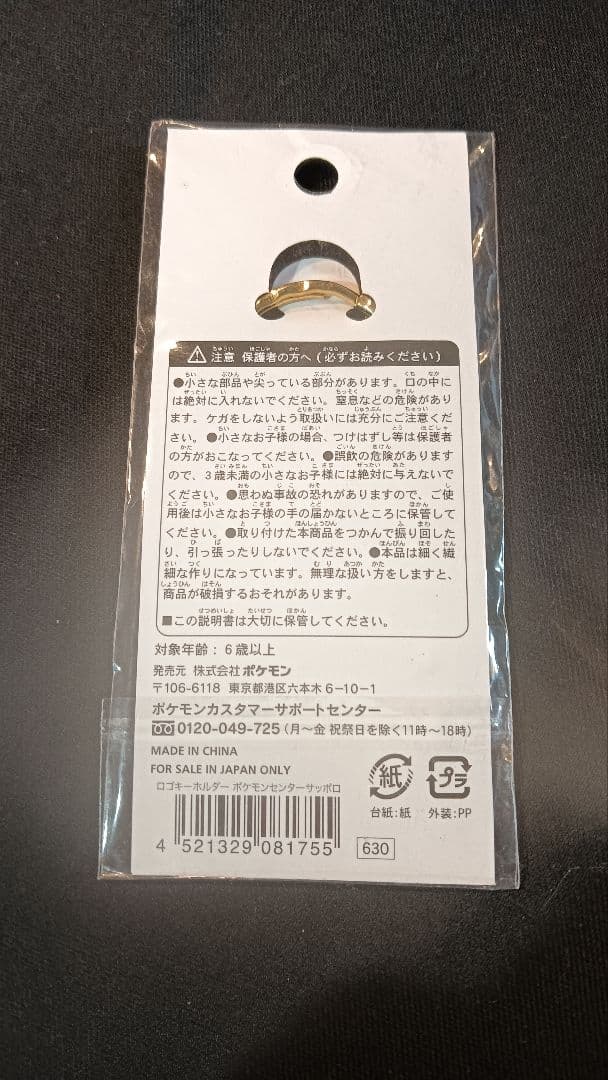 ⚠注意 保護者の方へ(必ずお読みください)
●小さな部品や尖っている部分があります。口の中に
は絶対に入れないでください。窒息などの危険があり
ます。ケガをしないよう取扱いには充分にご注意くだ
さい。●小さなお子様の場合、つけはずし等は保護者
の方がおこなってください。●誤飲の危険があります
ので、3歳未満の小さなお子様には絶対に与えないで
ください。●思わぬ事故の恐れがありますので、ご使
用後は小さなお子様の手の届かないところに保管して
ください。●取り付けた本商品をつかんで振り回した
り、引っ張ったりしないでください。●本品は細く繊
細な作りになっています。無理な扱い方をしますと、
商品が破損するおそれがあります。
■この説明書は大切に保管してください。
対象年齢:6歳以上
発売元 株式会社ポケモン
〒106-6118 東京都港区六本木6-10-1
ポケモンカスタマーサポートセンター
0120-049-725(月〜金 祝祭日を除く11時〜18時)
MADE IN CHINA
FOR SALE IN JAPAN ONLY
ロゴキーホルダー ポケモンセンターサッポロ
4 521329 081755
630
紙
プラ
台紙:紙 外装:PP